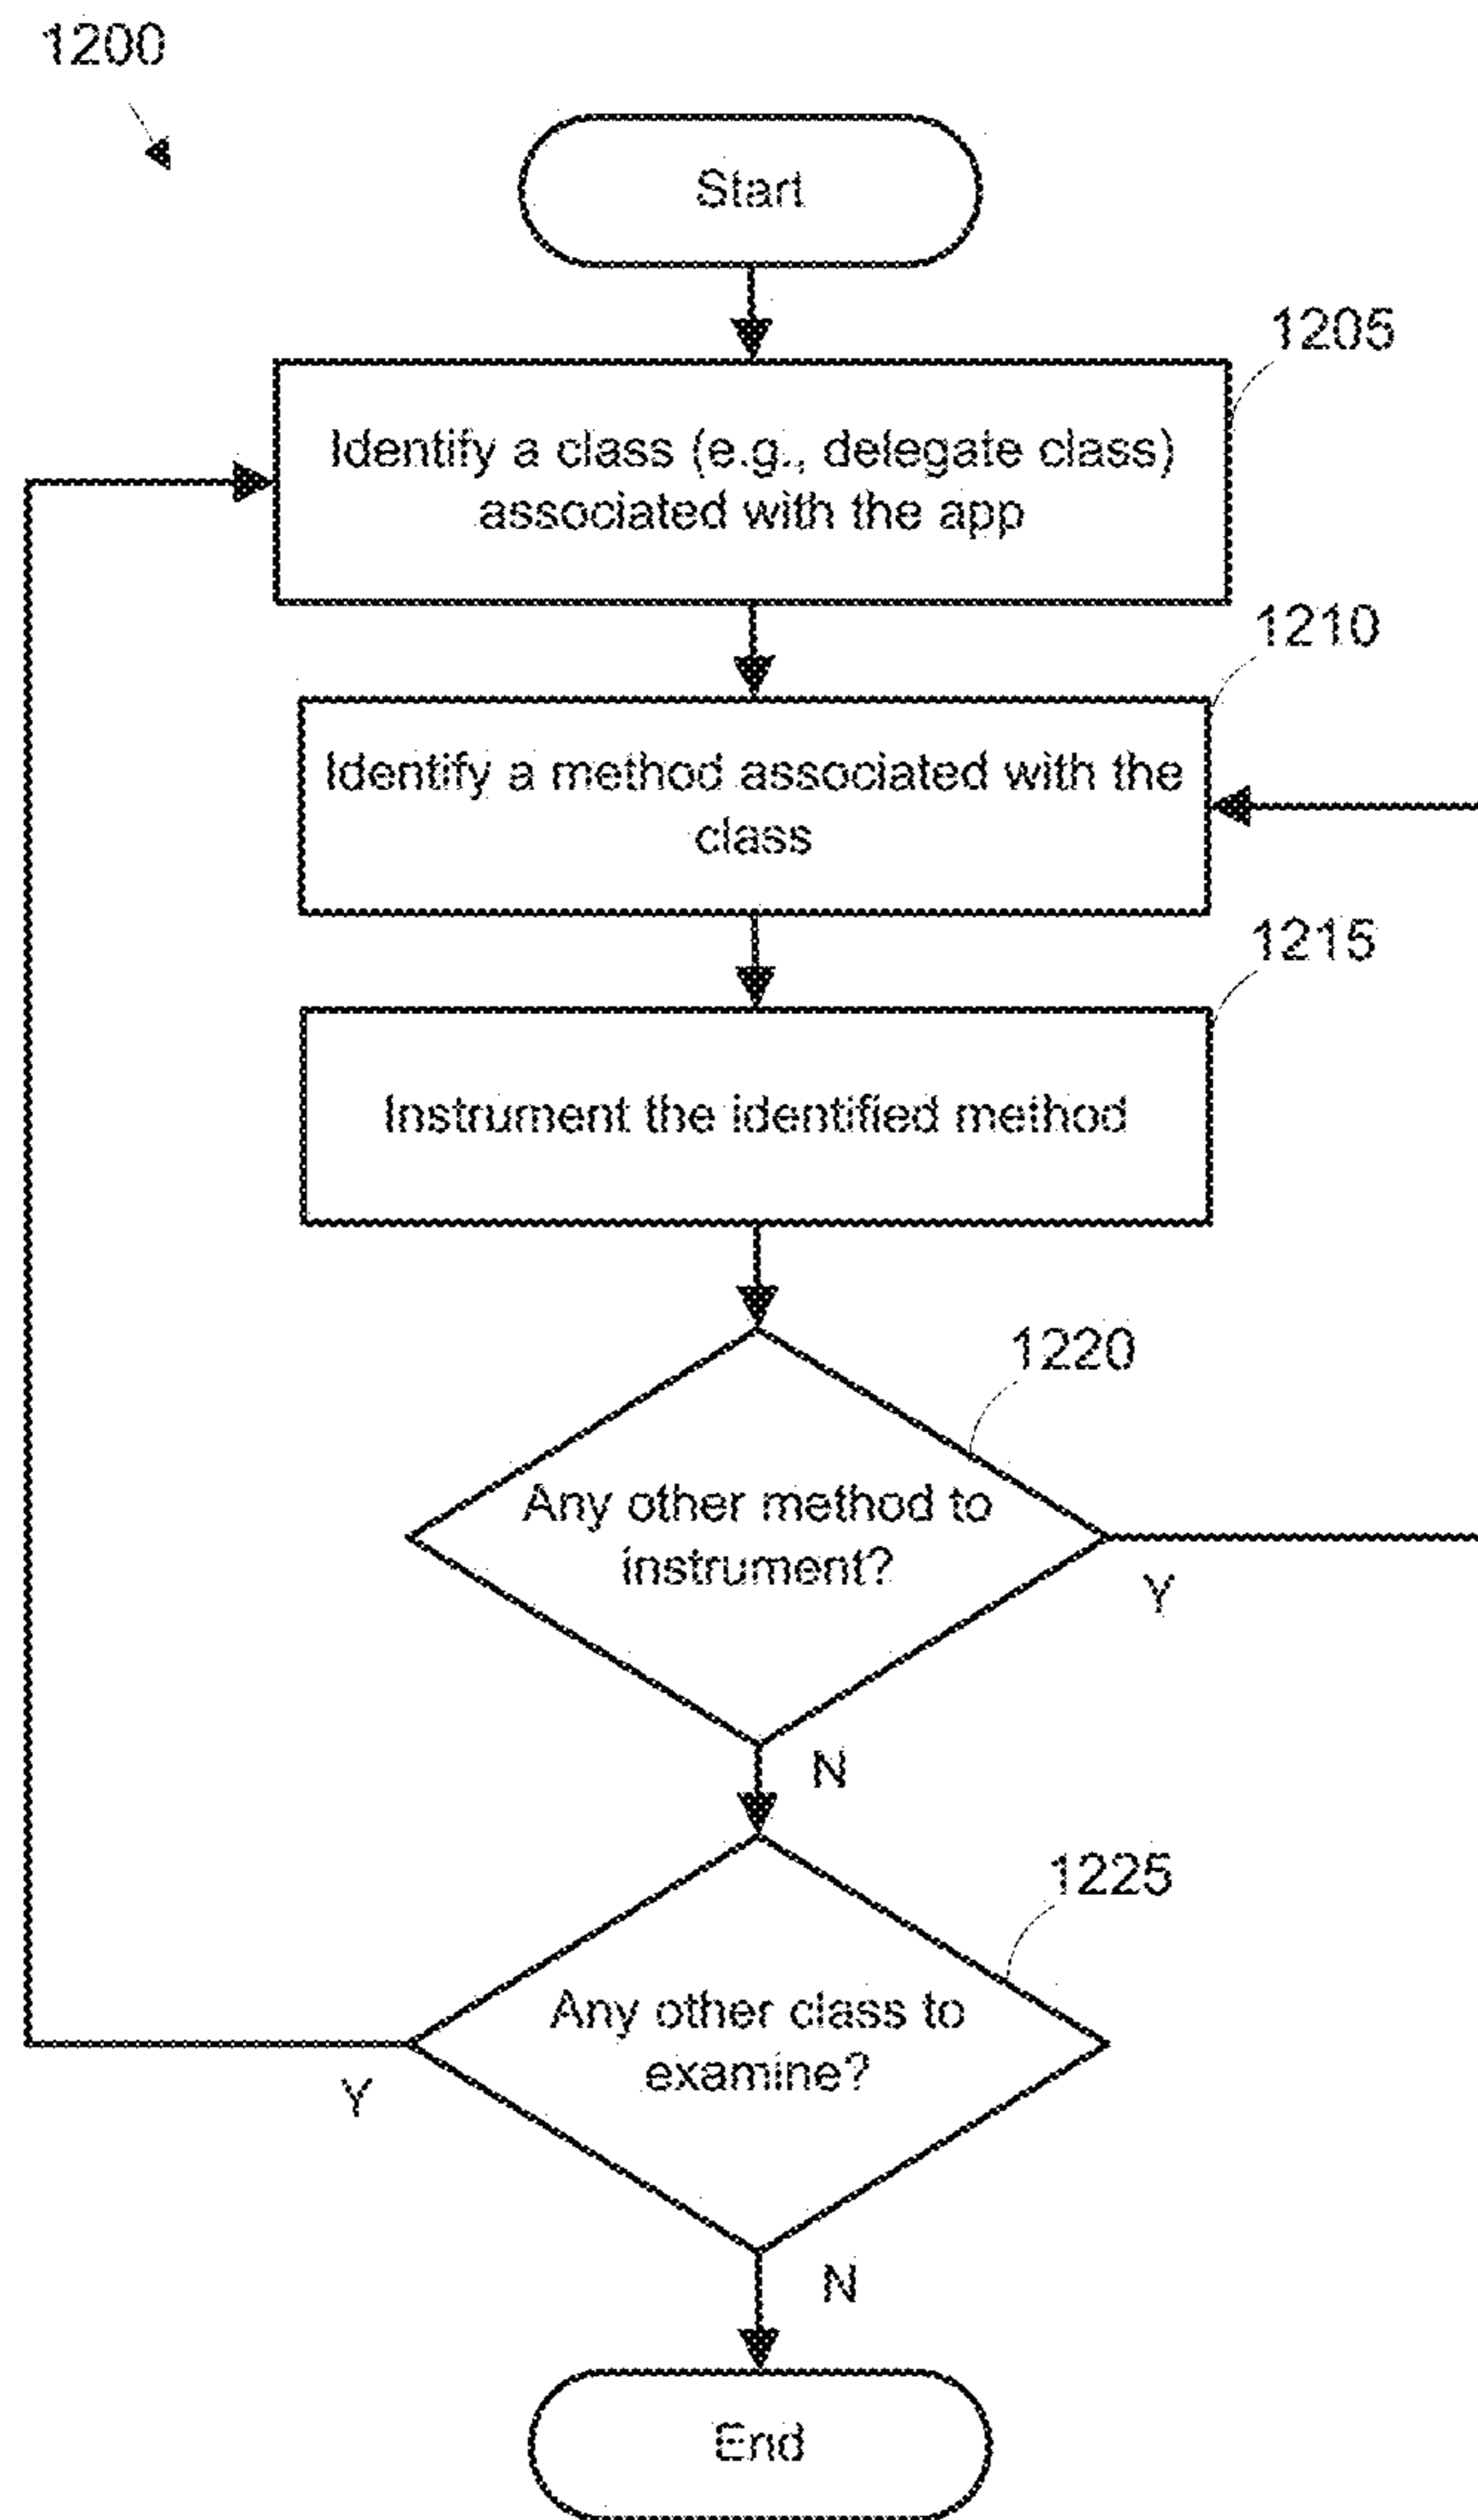 1200
Start
1205
Identify a class (e.g., delegate class)
associated with the app
1210
Identify a method associated with the
class
1215
Instrument the identified method
1220
Any other method to
instrument?
Y
N
1225
Any other class to
examine?
Y
N
End